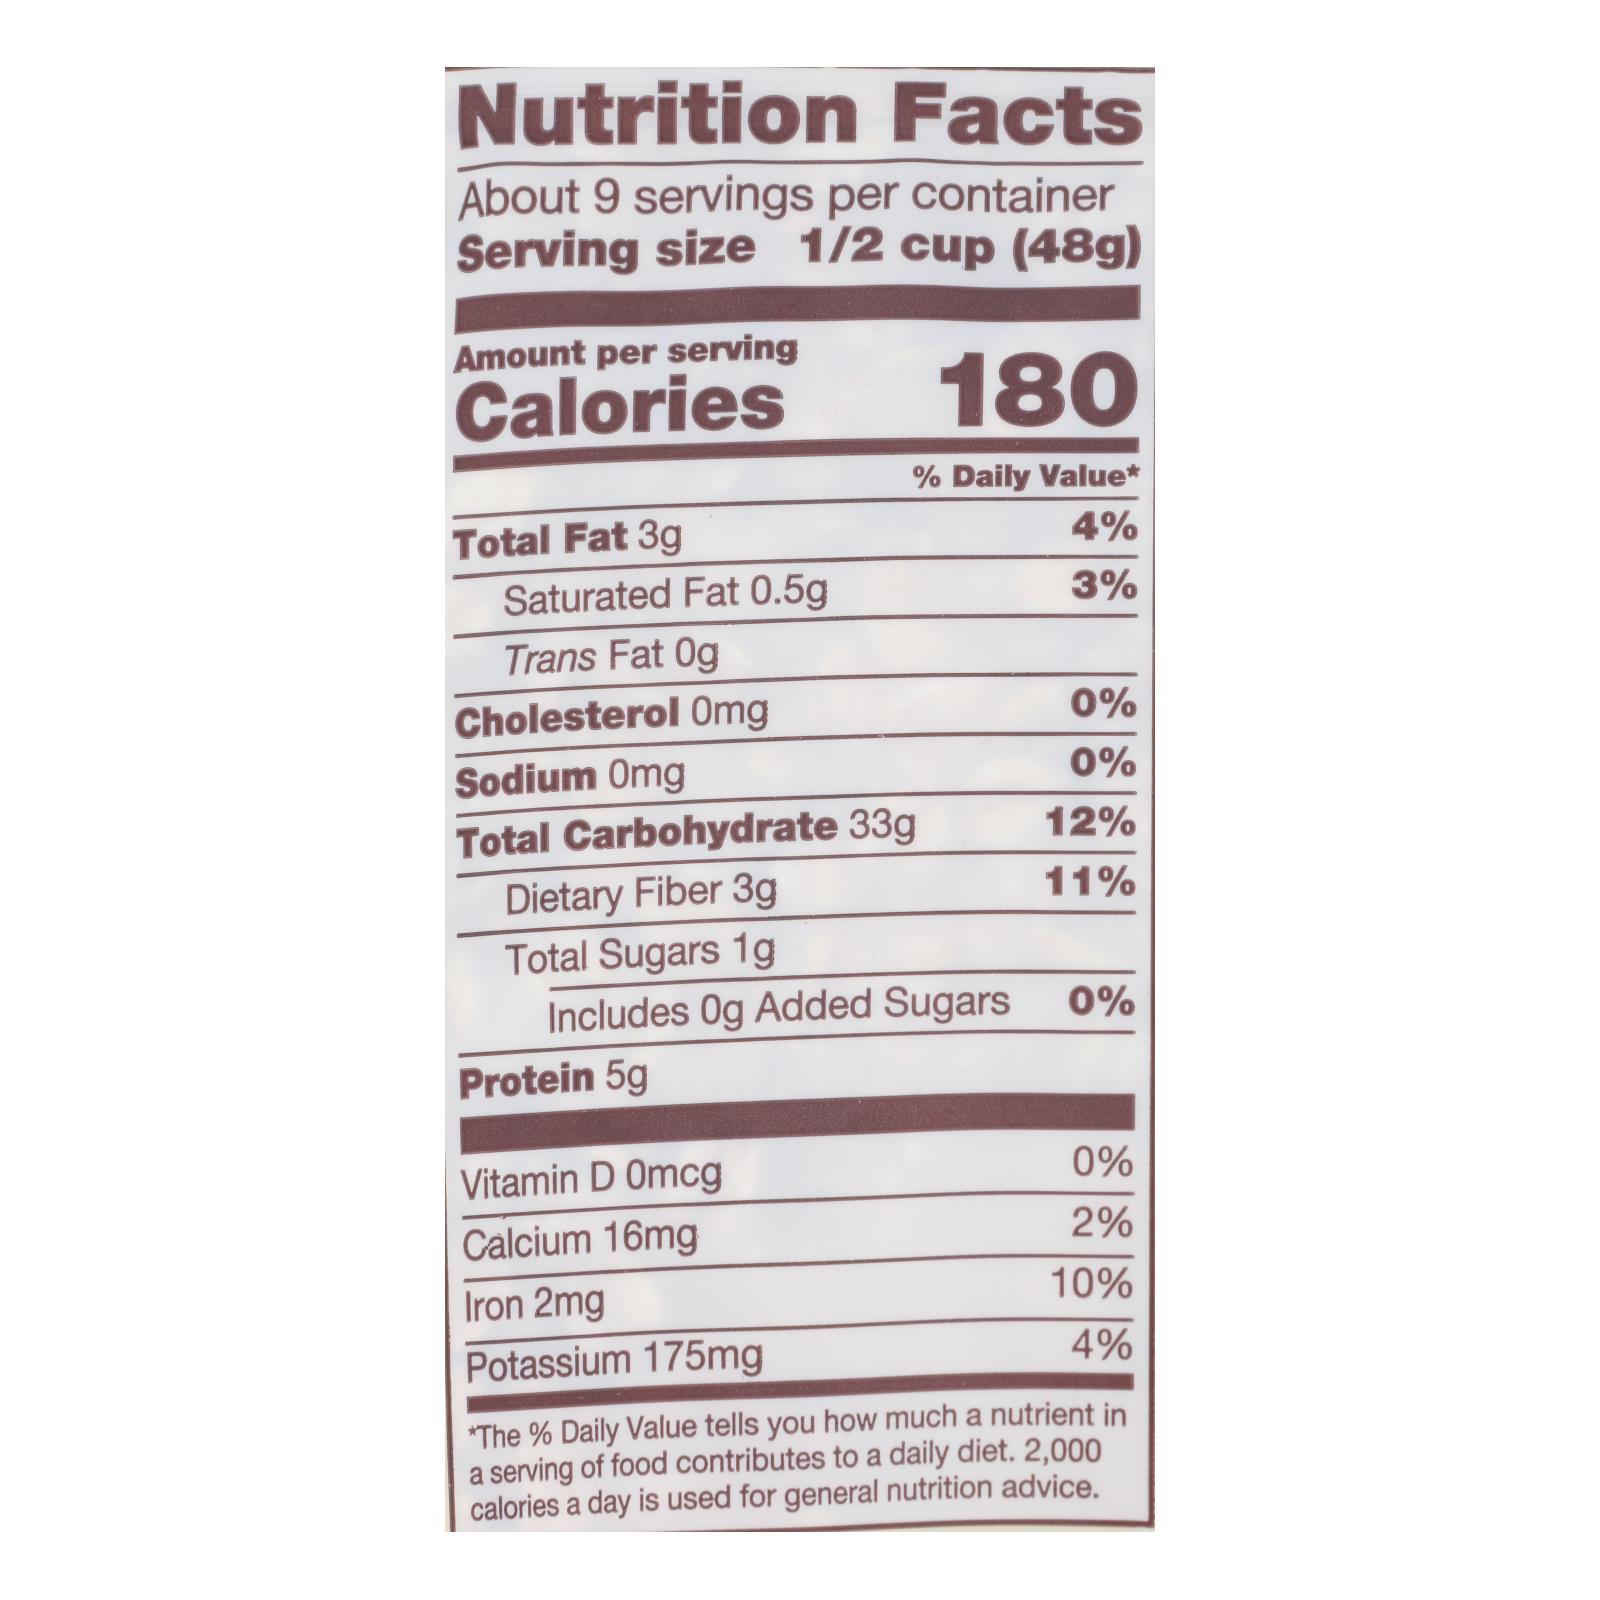 Nutrition Facts
About 9 servings per container
Serving size 1/2 cup (48g)
Amount per serving
Calories 180
% Daily Value*
Total Fat 3g 4%
Saturated Fat 0.5g 3%
Trans Fat 0g
Cholesterol 0mg 0%
Sodium 0mg 0%
Total Carbohydrate 33g 12%
Dietary Fiber 3g 11%
Total Sugars 1g
Includes 0g Added Sugars 0%
Protein 5g
Vitamin D 0mcg 0%
Calcium 16mg 2%
Iron 2mg 10%
Potassium 175mg 4%
*The % Daily Value tells you how much a nutrient in
a serving of food contributes to a daily diet. 2,000
calories a day is used for general nutrition advice.